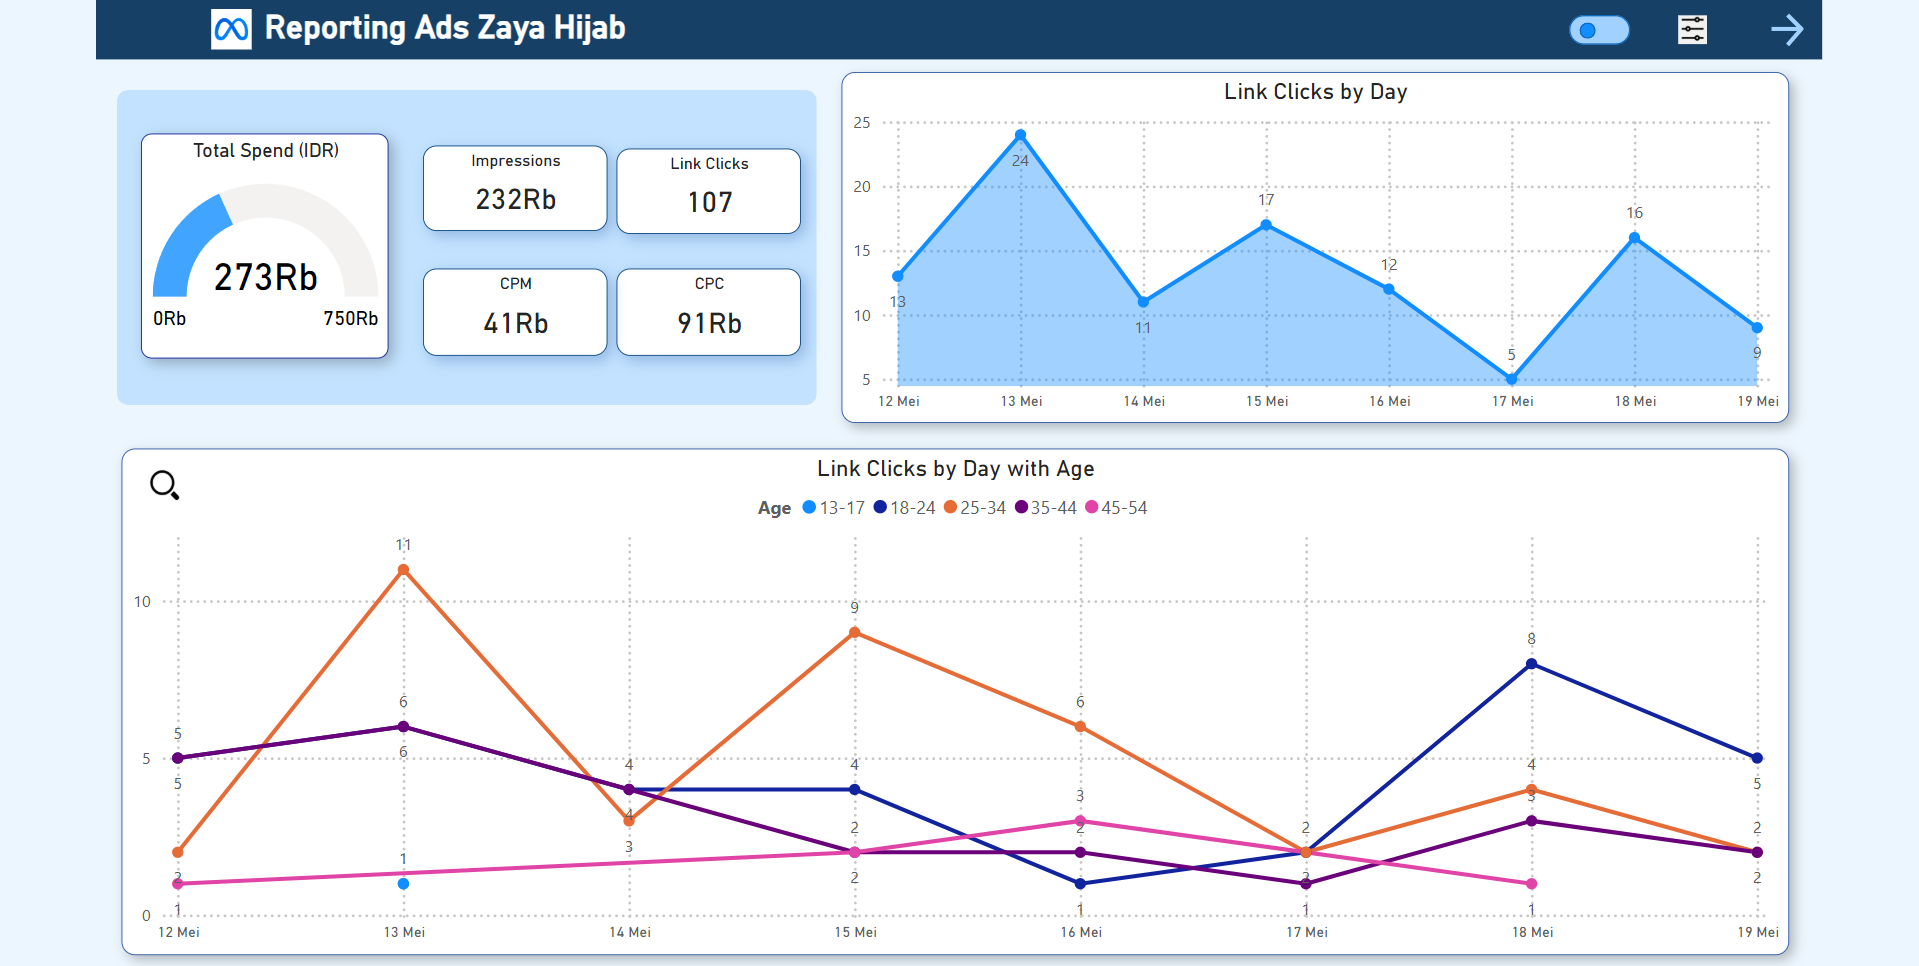 Reporting Ads Zaya Hijab
Total Spend (IDR)
273Rb
0Rb
750Rb
Impressions
232Rb
Link Clicks
107
CPM
41Rb
CPC
91Rb
Link Clicks by Day
25
20
15
10
5
13
24
11
17
12
5
16
9
12 Mei
13 Mei
14 Mei
15 Mei
16 Mei
17 Mei
18 Mei
19 Mei
Link Clicks by Day with Age
Age 13-17 18-24 25-34 35-44 45-54
10
5
0
5
5
2
1
11
6
6
1
4
4
3
9
4
2
2
6
3
2
1
2
2
1
8
4
3
1
5
2
2
12 Mei
13 Mei
14 Mei
15 Mei
16 Mei
17 Mei
18 Mei
19 Mei